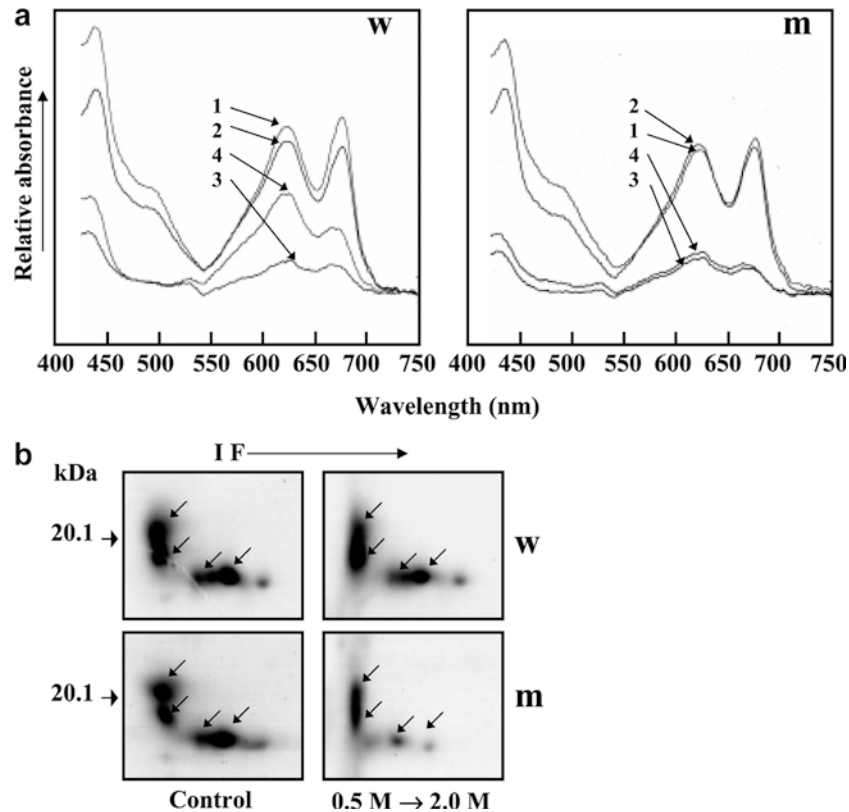 a
w
m
Relative absorbance
1
2
4
3
2
1
4
3
400 450 500 550 600 650 700 750
400 450 500 550 600 650 700 750
Wavelength (nm)
b
I F
kDa
20.1
w
20.1
m
Control
0.5 M → 2.0 M